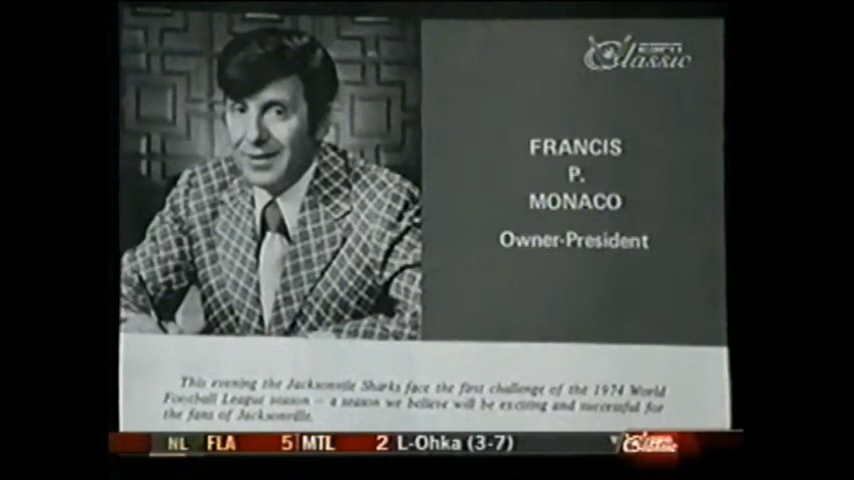 ESPN
Classic
FRANCIS
P.
MONACO
Owner-President
This evening the Jacksonville Sharks face the first challenge of the 1974 World
Football League season — a season we believe will be exciting and successful for
the fans of Jacksonville.
NL FLA 5 MTL 2 L-Ohka (3-7)
Classic